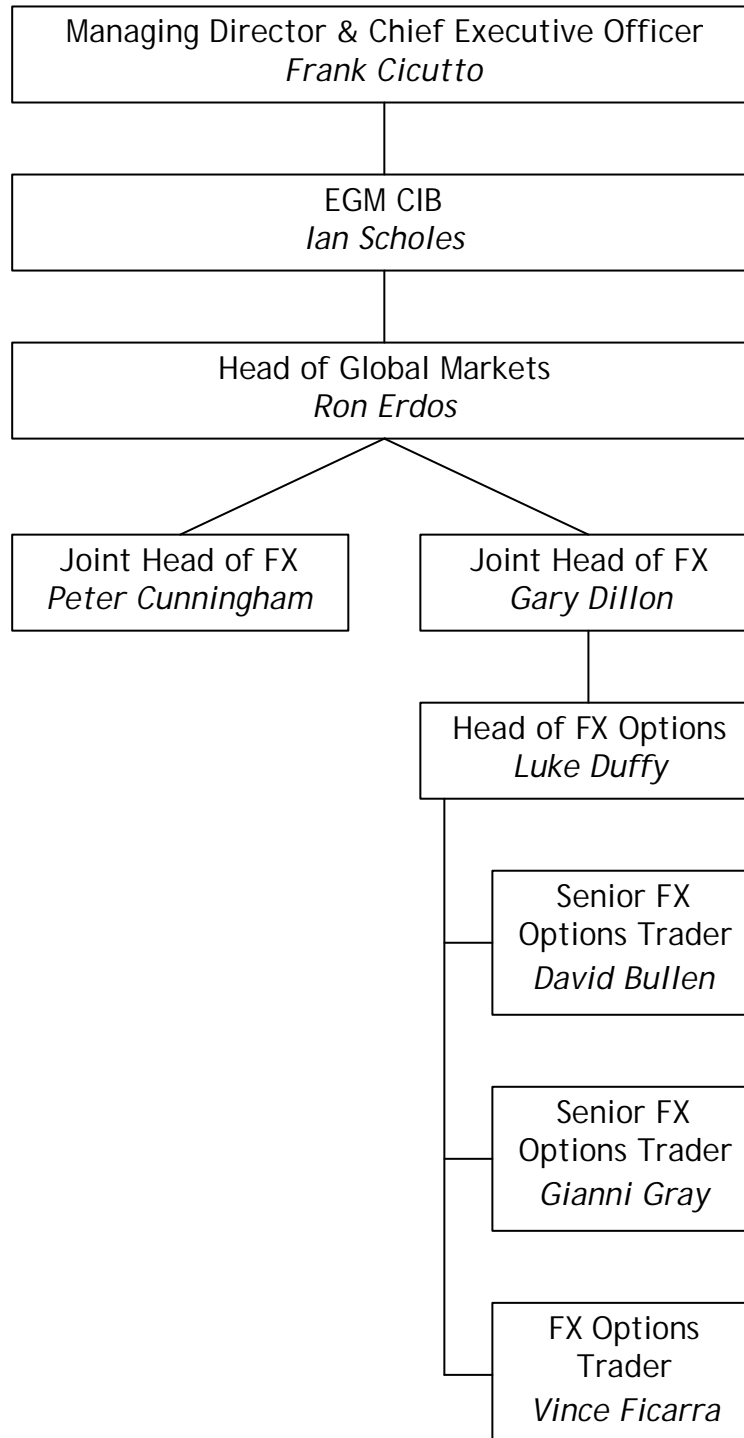 Managing Director & Chief Executive Officer
Frank Cicutto
EGM CIB
Ian Scholes
Head of Global Markets
Ron Erdos
Joint Head of FX
Peter Cunningham
Joint Head of FX
Gary Dillon
Head of FX Options
Luke Duffy
Senior FX
Options Trader
David Bullen
Senior FX
Options Trader
Gianni Gray
FX Options
Trader
Vince Ficarra